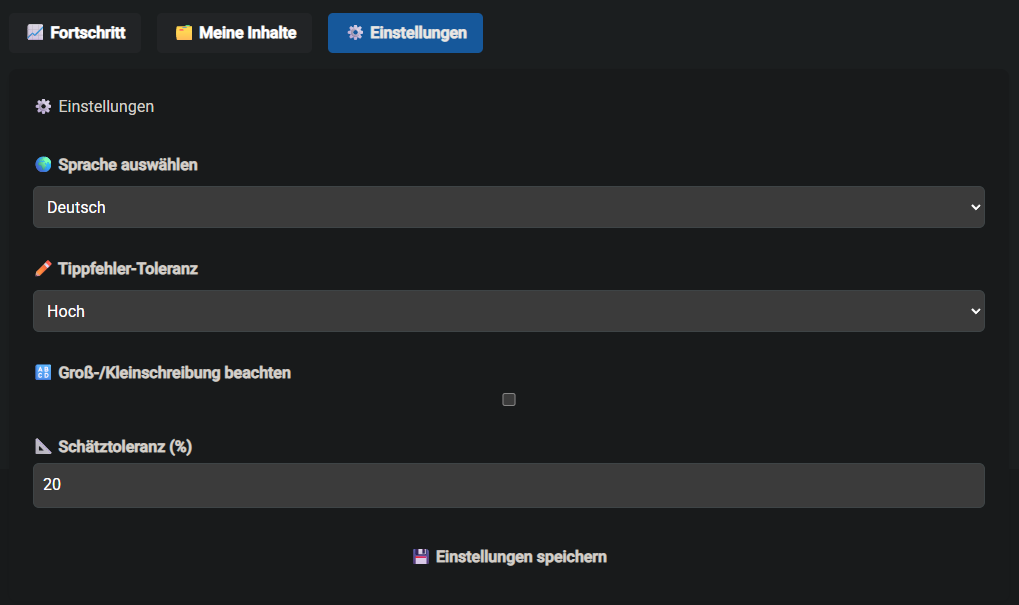 Fortschritt
Meine Inhalte
Einstellungen
Einstellungen
Sprache auswählen
Deutsch
Tippfehler-Toleranz
Hoch
Groß-/Kleinschreibung beachten
Schätztoleranz (%)
20
Einstellungen speichern